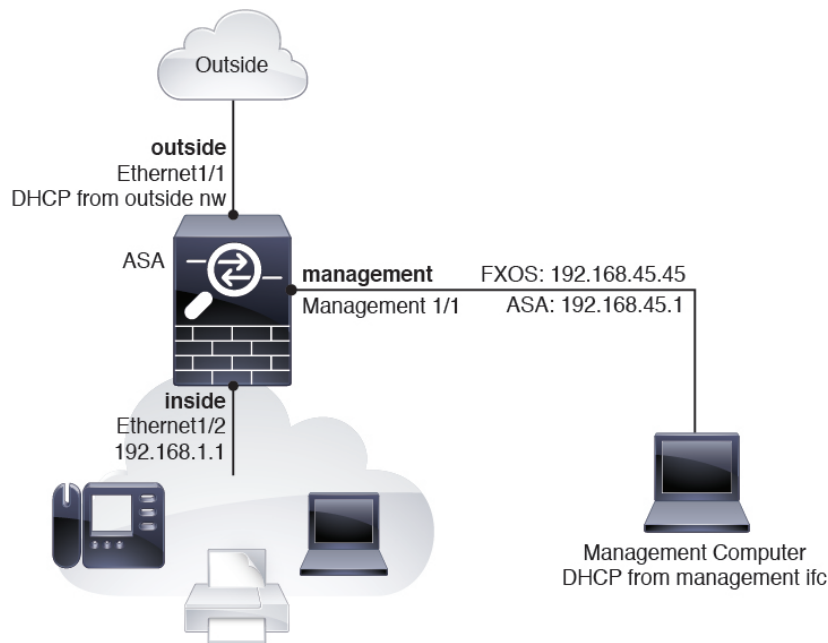 Outside
outside
Ethernet1/1
DHCP from outside nw
ASA
management
Management 1/1
FXOS: 192.168.45.45
ASA: 192.168.45.1
inside
Ethernet1/2
192.168.1.1
Management Computer
DHCP from management ifc